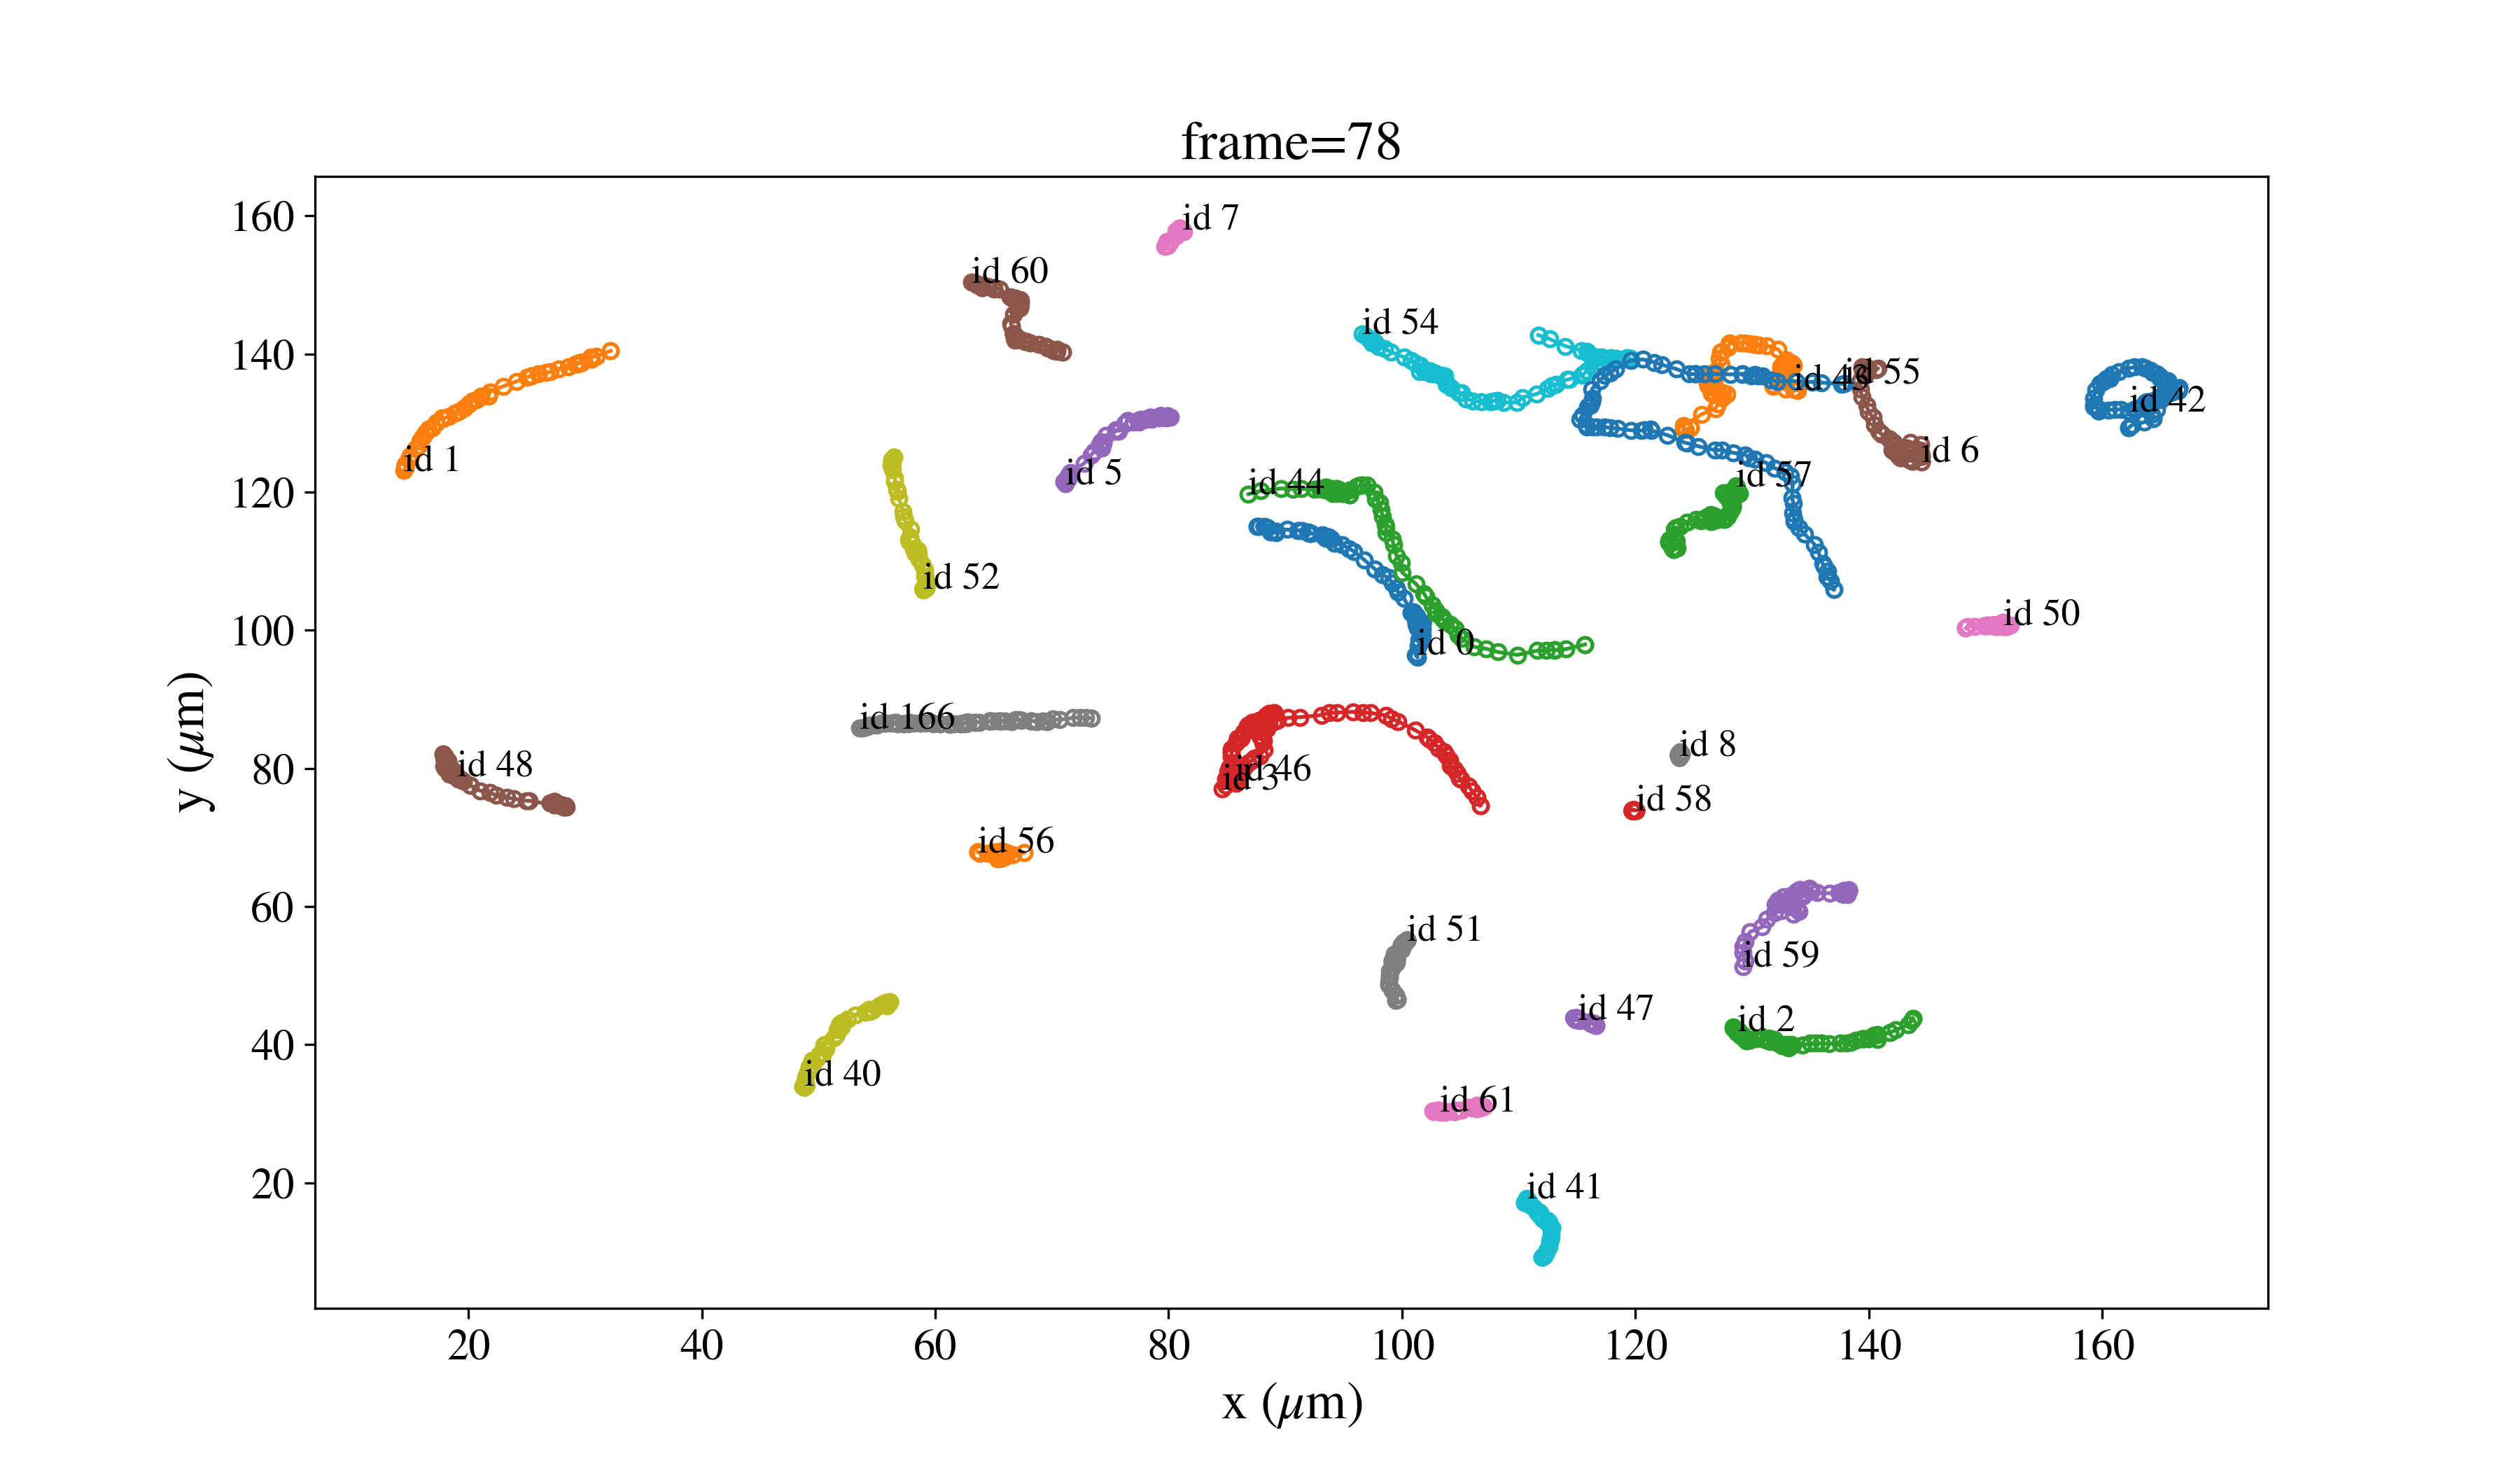 frame=78
160
140
120
100
80
60
40
20
y (μm)
id 7
id 60
id 54
id 55
id 42
id 1
id 5
id 6
id 44
id 57
id 52
id 50
id 0
id 166
id 48
id 8
id 3
id 46
id 58
id 56
id 51
id 59
id 47
id 2
id 40
id 61
id 41
20
40
60
80
100
120
140
160
x (μm)